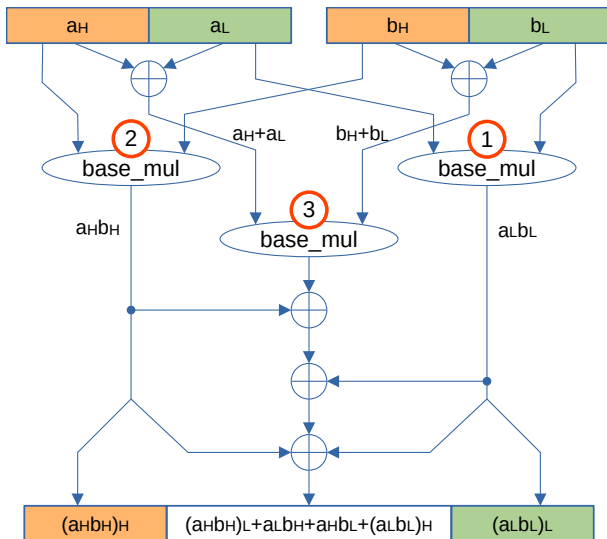 aH aL bH bL
aH+aL bH+bL
2 1
base_mul base_mul
3
aHbH base_mul aLbL
(aHbH)H (aHbH)L+aLbH+aHbL+(aLbL)H (aLbL)L